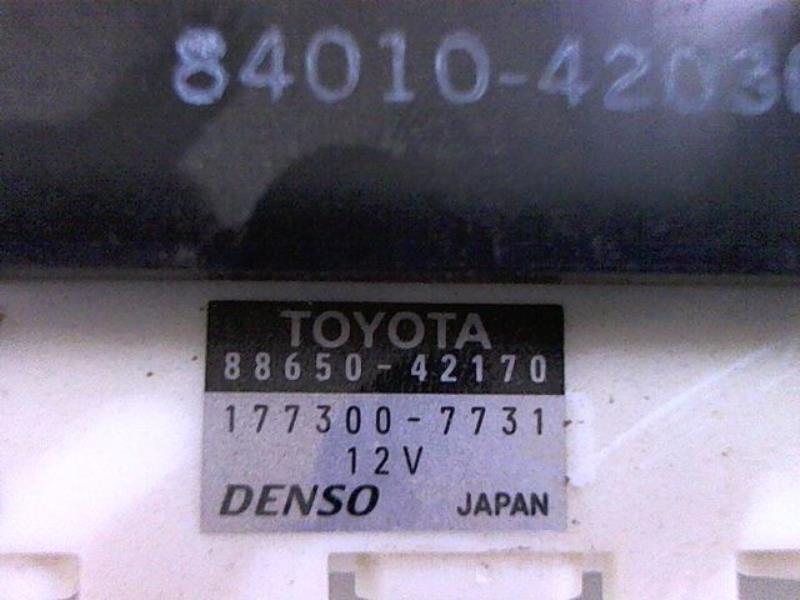 84010-4203
TOYOTA
88650-42170
177300-7731
12V
DENSO JAPAN